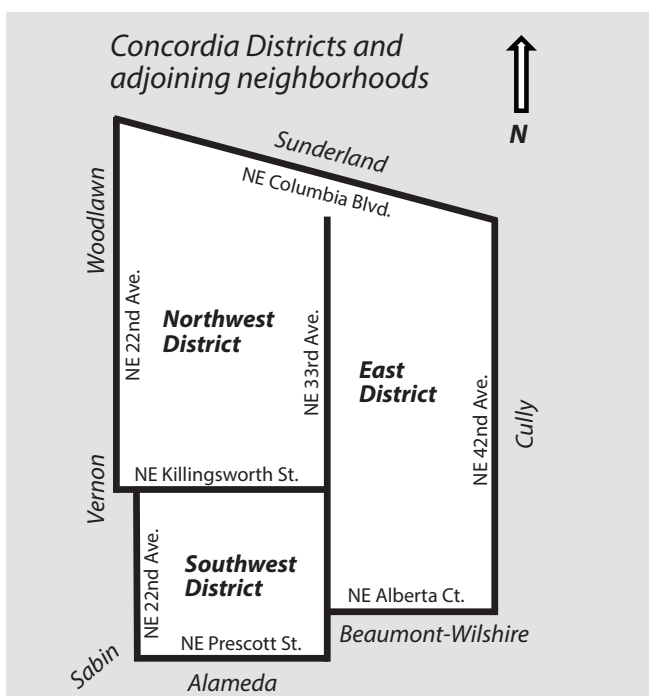 Concordia Districts and
adjoining neighborhoods
N
Sunderland
NE Columbia Blvd.
Woodlawn
NE 22nd Ave.
Northwest
District
NE 33rd Ave.
East
District
NE 42nd Ave.
Cully
Vernon
NE Killingsworth St.
NE 22nd Ave.
Southwest
District
NE Alberta Ct.
Beaumont-Wilshire
NE Prescott St.
Sabin
Alameda